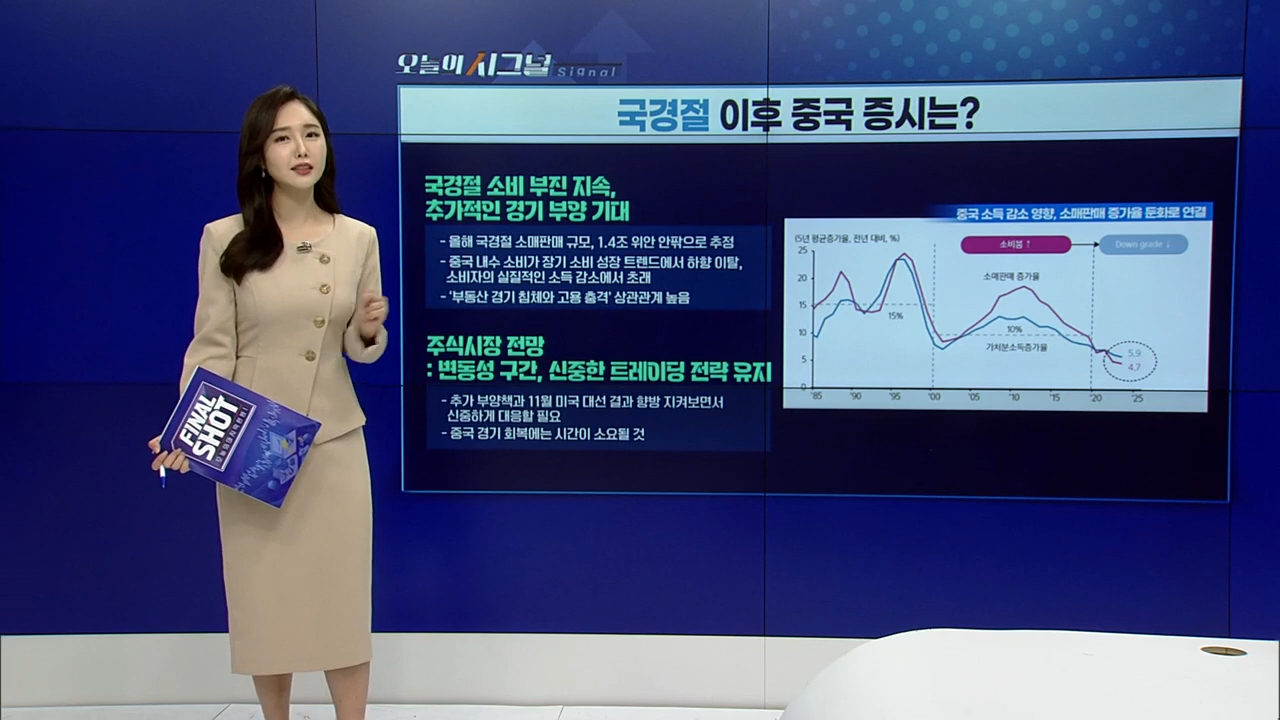 오늘의 시그널
Signal
국경절 이후 중국 증시는?
국경절 소비 부진 지속,
추가적인 경기 부양 기대
- 올해 국경절 소매판매 규모, 1.4조 위안 안팎으로 추정
- 중국 내수 소비가 장기 소비 성장 트렌드에서 하향 이탈,
소비자의 실질적인 소득 감소에서 초래
- '부동산 경기 침체와 고용 충격' 상관관계 높음
주식시장 전망
: 변동성 구간, 신중한 트레이딩 전략 유지
- 추가 부양책과 11월 미국 대선 결과 향방 지켜보면서
신중하게 대응할 필요
- 중국 경기 회복에는 시간이 소요될 것
중국 소득 감소 영향, 소매판매 증가율 둔화로 연결
(5년 평균증가율, 전년 대비, %)
소비붐 ↑
Down grade ↓
소매판매 증가율
15%
10%
가처분소득증가율
5.9
4.7
25
20
15
10
5
0
'85 '90 '95 '00 '05 '10 '15 '20 '25
FINAL
SHOT